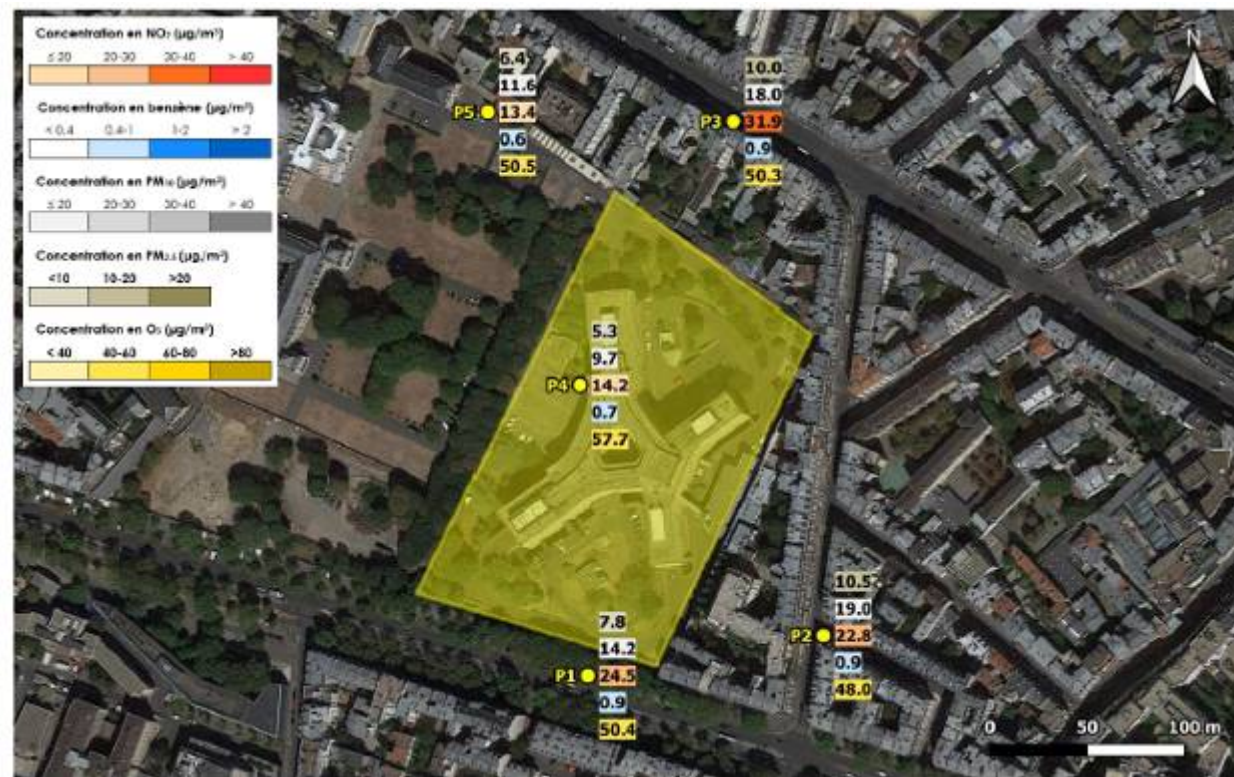 Concentration en NO₂ (µg/m³)
≤ 20 20-30 30-40 > 40
Concentration en benzène (µg/m³)
< 0.4 0.4-1 1-2 > 2
Concentration en PM₁₀ (µg/m³)
≤ 20 20-30 30-40 > 40
Concentration en PM₂.₅ (µg/m³)
<10 10-20 >20
Concentration en O₃ (µg/m³)
< 40 40-60 60-80 >80
6.4
11.6
P5 13.4
0.6
50.5
10.0
18.0
P3 31.9
0.9
50.3
N
5.3
9.7
P4 14.2
0.7
57.7
7.8
14.2
P1 24.5
0.9
50.4
10.5
19.0
P2 22.8
0.9
48.0
0 50 100 m